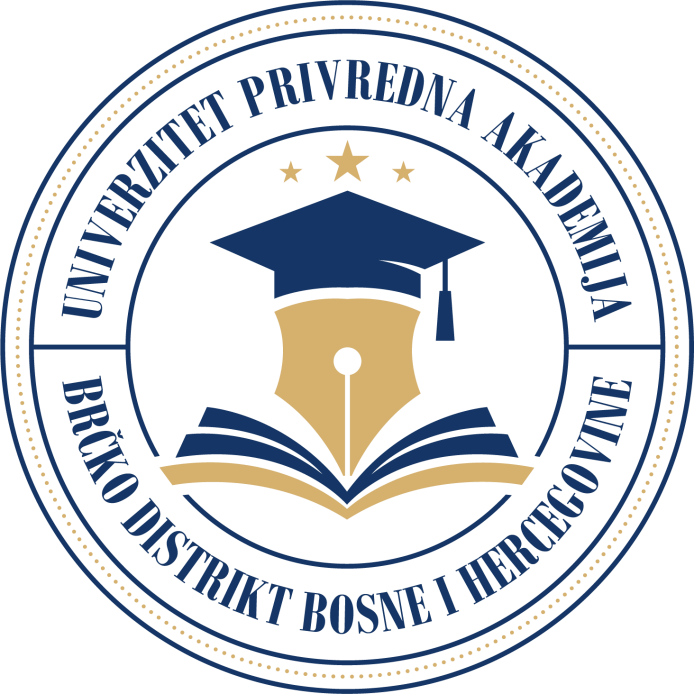 UNIVERZITET PRIVREDNA AKADEMIJA
BRČKO DISTRIKT BOSNE I HERCEGOVINE